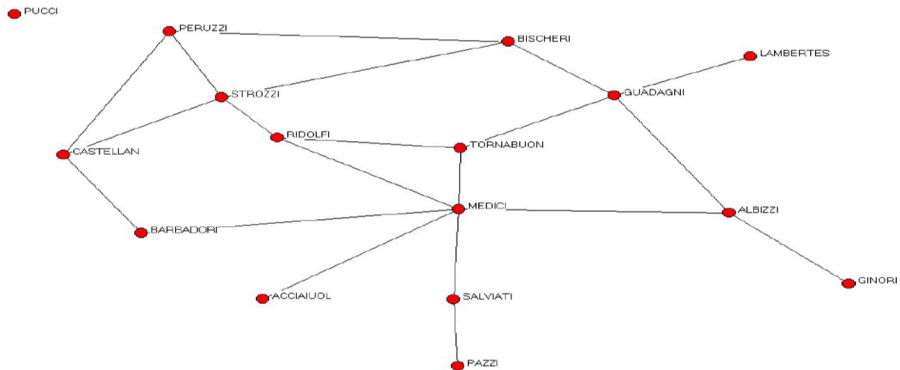 PUCCI
PERUZZI
BISCHERI
LAMBERTES
STROZZI
GUADAGNI
RIDOLFI
TORNABUON
CASTELLAN
MEDICI
ALBIZZI
BARBADORI
GINORI
ACCIAIUOL
SALVIATI
PAZZI